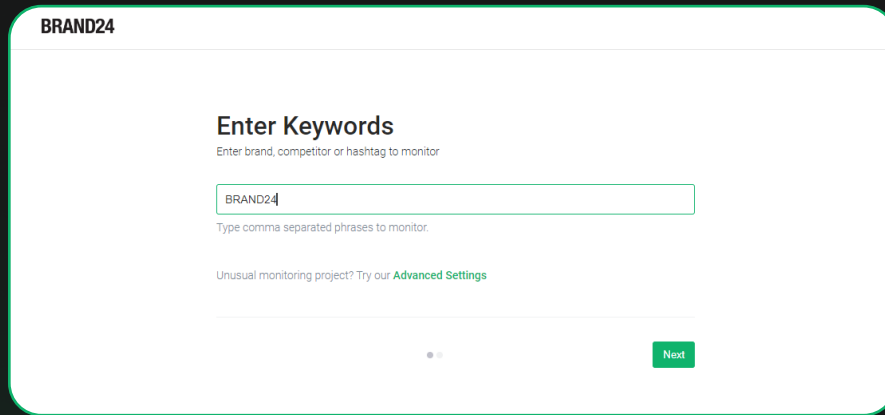 BRAND24
Enter Keywords
Enter brand, competitor or hashtag to monitor
BRAND24
Type comma separated phrases to monitor.
Unusual monitoring project? Try our Advanced Settings
Next